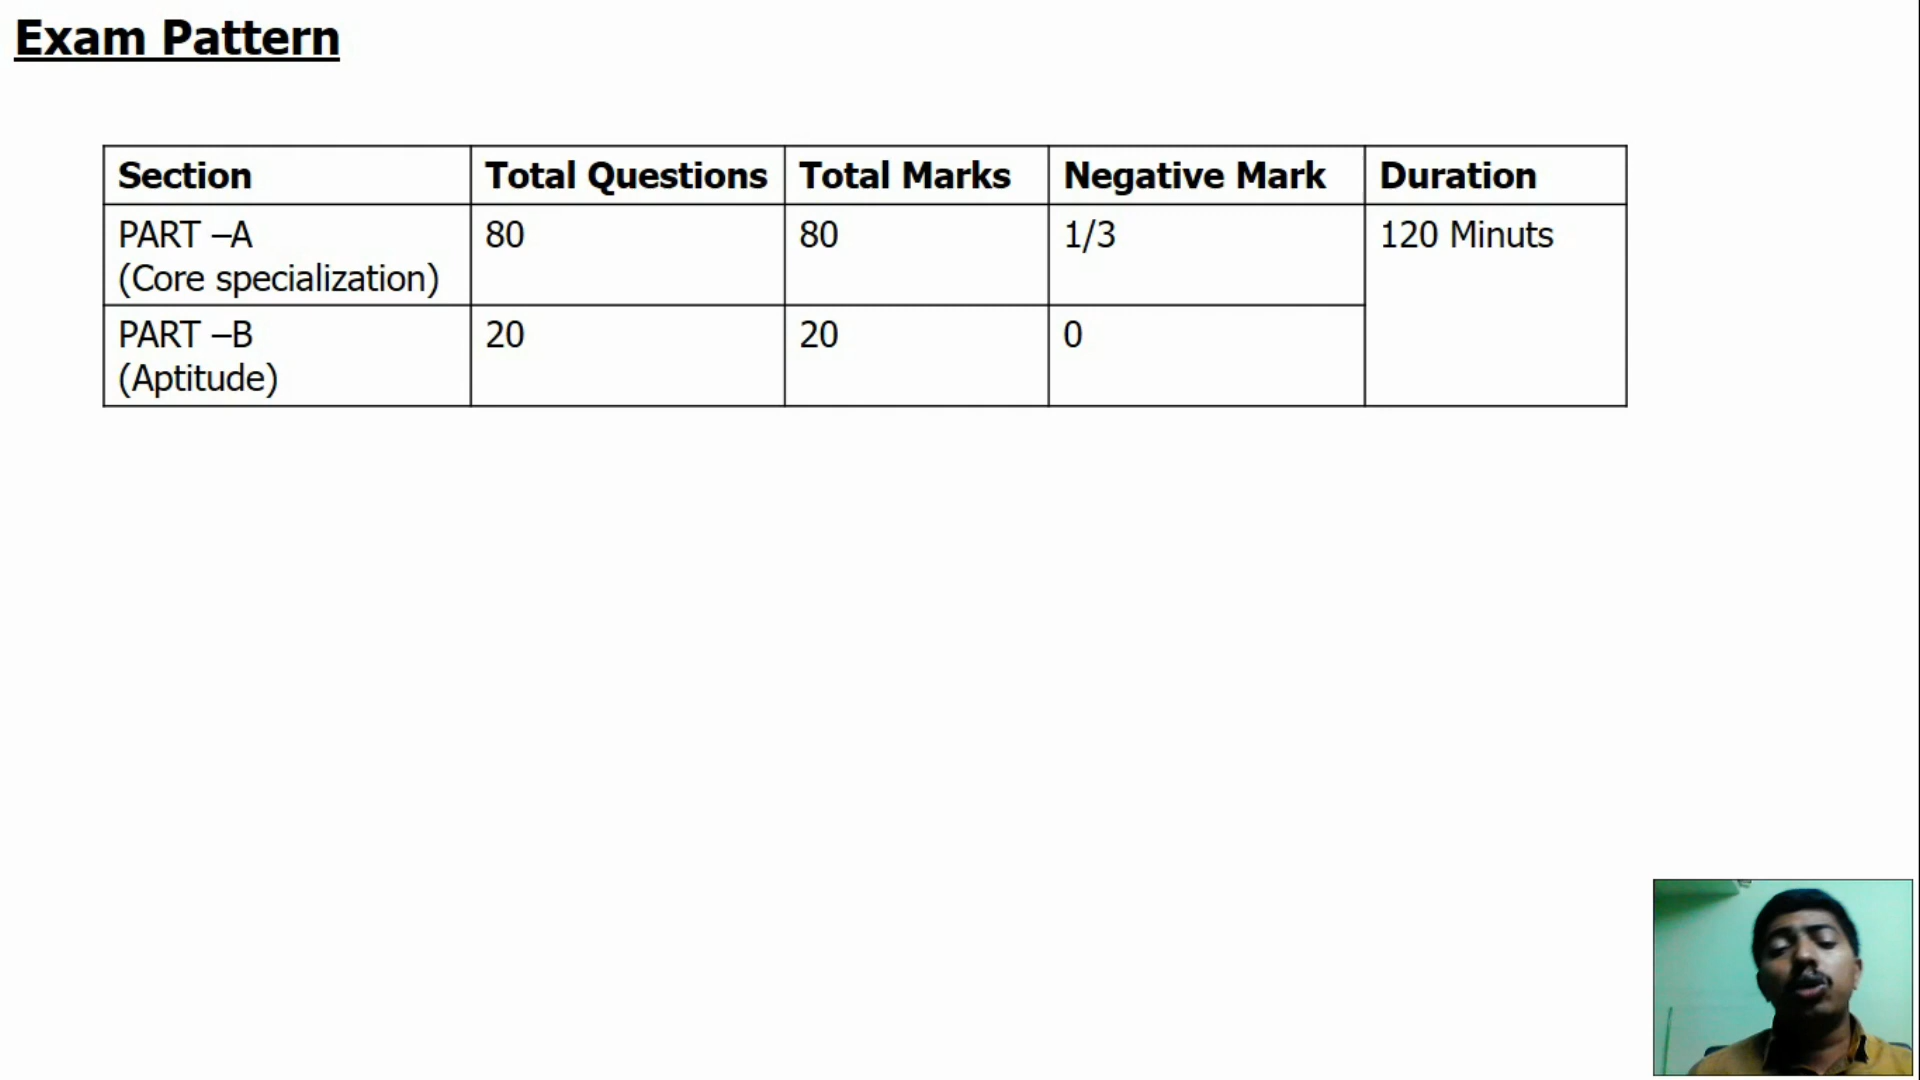 Exam Pattern
Section Total Questions Total Marks Negative Mark Duration
PART –A 80 80 1/3 120 Minuts
(Core specialization)
PART –B 20 20 0
(Aptitude)